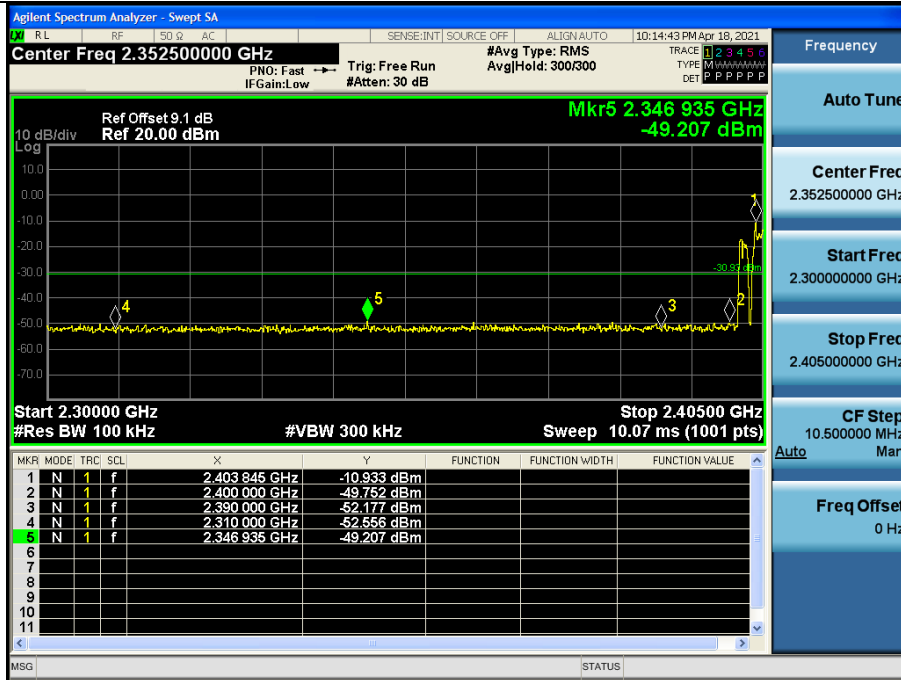 Agilent Spectrum Analyzer - Swept SA
LXI RL RF 50 Ω AC SENSE:INT SOURCE OFF ALIGN AUTO 10:14:43 PM Apr 18, 2021
Center Freq 2.352500000 GHz #Avg Type: RMS TRACE 1 2 3 4 5 6
PNO: Fast Trig: Free Run Avg|Hold: 300/300 TYPE M WWWWW
IFGain:Low #Atten: 30 dB DET P P P P P P
Mkr5 2.346 935 GHz
-49.207 dBm
Ref Offset 9.1 dB
10 dB/div Ref 20.00 dBm
Log
10.0
0.00
-10.0
-20.0
-30.0
-40.0
-50.0
-60.0
-70.0
1
-30.93 dBm
4
5
3
2
Start 2.30000 GHz Stop 2.40500 GHz
#Res BW 100 kHz #VBW 300 kHz Sweep 10.07 ms (1001 pts)
MKR MODE TRC SCL X Y FUNCTION FUNCTION WIDTH FUNCTION VALUE
1 N 1 f 2.403 845 GHz -10.933 dBm
2 N 1 f 2.400 000 GHz -49.752 dBm
3 N 1 f 2.390 000 GHz -52.177 dBm
4 N 1 f 2.310 000 GHz -52.556 dBm
5 N 1 f 2.346 935 GHz -49.207 dBm
6
7
8
9
10
11
MSG STATUS
Frequency
Auto Tune
Center Freq
2.352500000 GHz
Start Freq
2.300000000 GHz
Stop Freq
2.405000000 GHz
CF Step
10.500000 MHz
Auto Man
Freq Offset
0 Hz